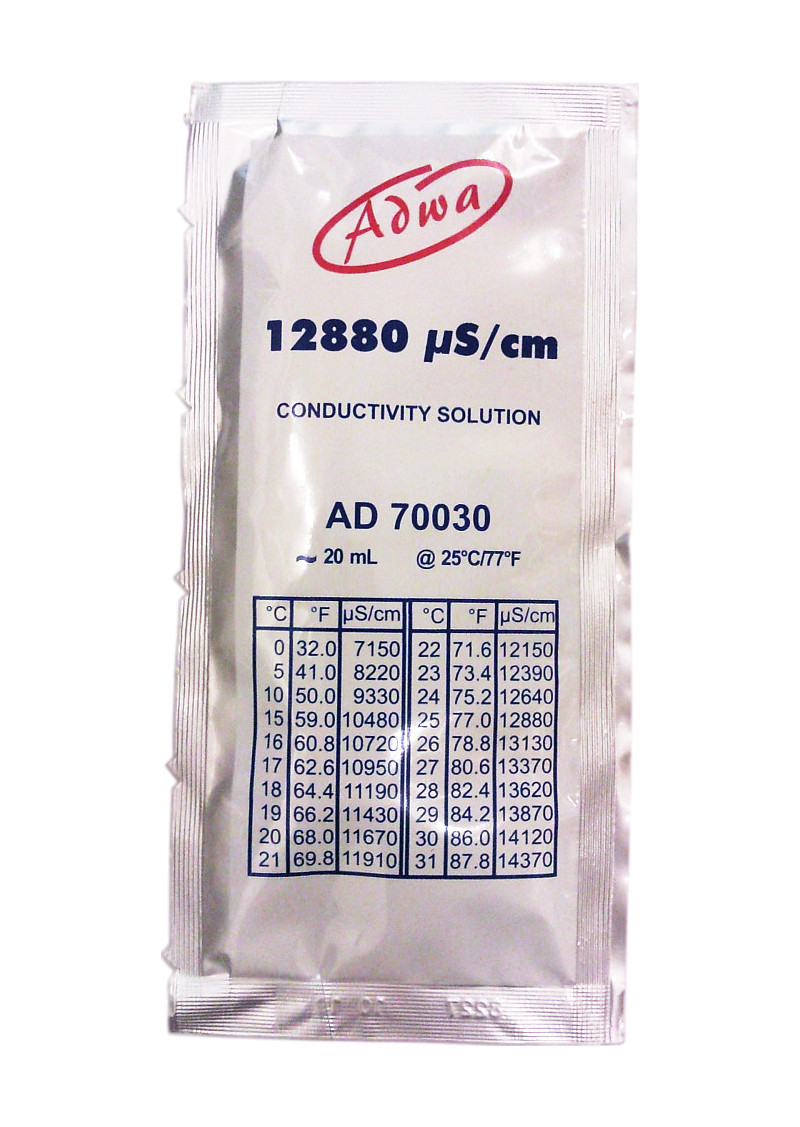 Adwa
12880 µS/cm
CONDUCTIVITY SOLUTION
AD 70030
~ 20 mL @ 25°C/77°F
°C °F µS/cm °C °F µS/cm
0 32.0 7150 22 71.6 12150
5 41.0 8220 23 73.4 12390
10 50.0 9330 24 75.2 12640
15 59.0 10480 25 77.0 12880
16 60.8 10720 26 78.8 13130
17 62.6 10950 27 80.6 13370
18 64.4 11190 28 82.4 13620
19 66.2 11430 29 84.2 13870
20 68.0 11670 30 86.0 14120
21 69.8 11910 31 87.8 14370